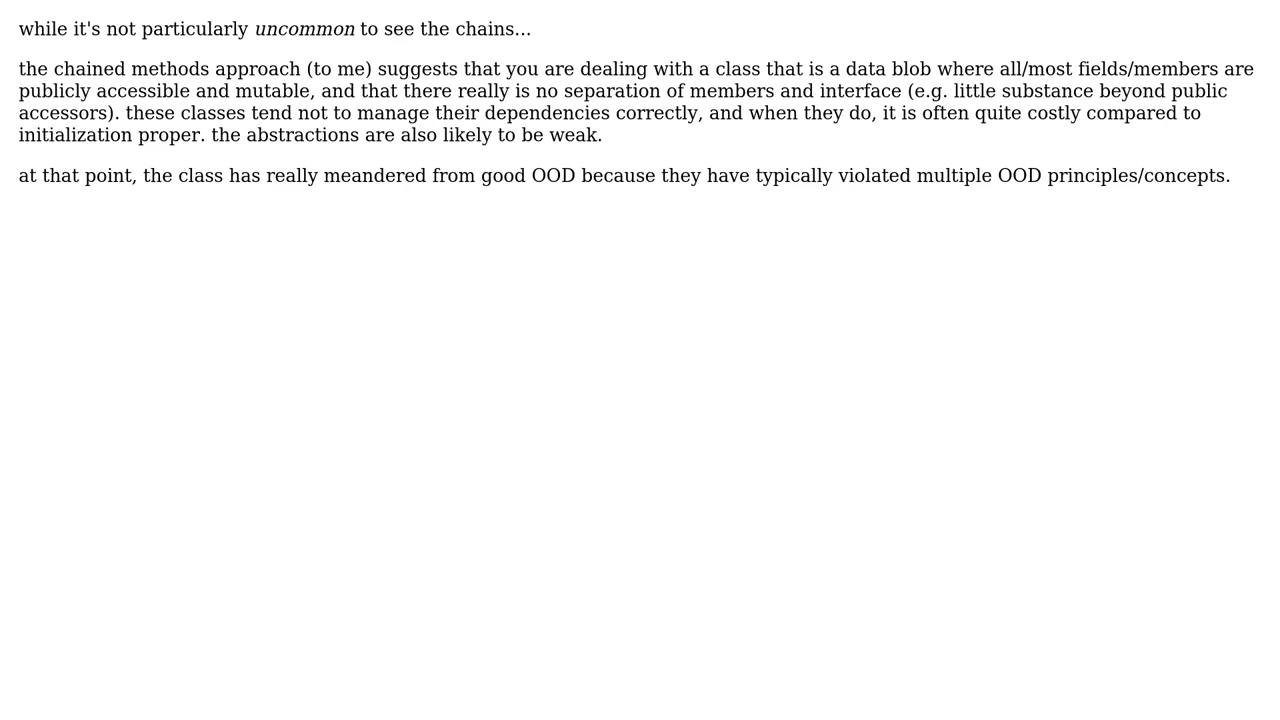 while it's not particularly uncommon to see the chains...
the chained methods approach (to me) suggests that you are dealing with a class that is a data blob where all/most fields/members are
publicly accessible and mutable, and that there really is no separation of members and interface (e.g. little substance beyond public
accessors). these classes tend not to manage their dependencies correctly, and when they do, it is often quite costly compared to
initialization proper. the abstractions are also likely to be weak.
at that point, the class has really meandered from good OOD because they have typically violated multiple OOD principles/concepts.